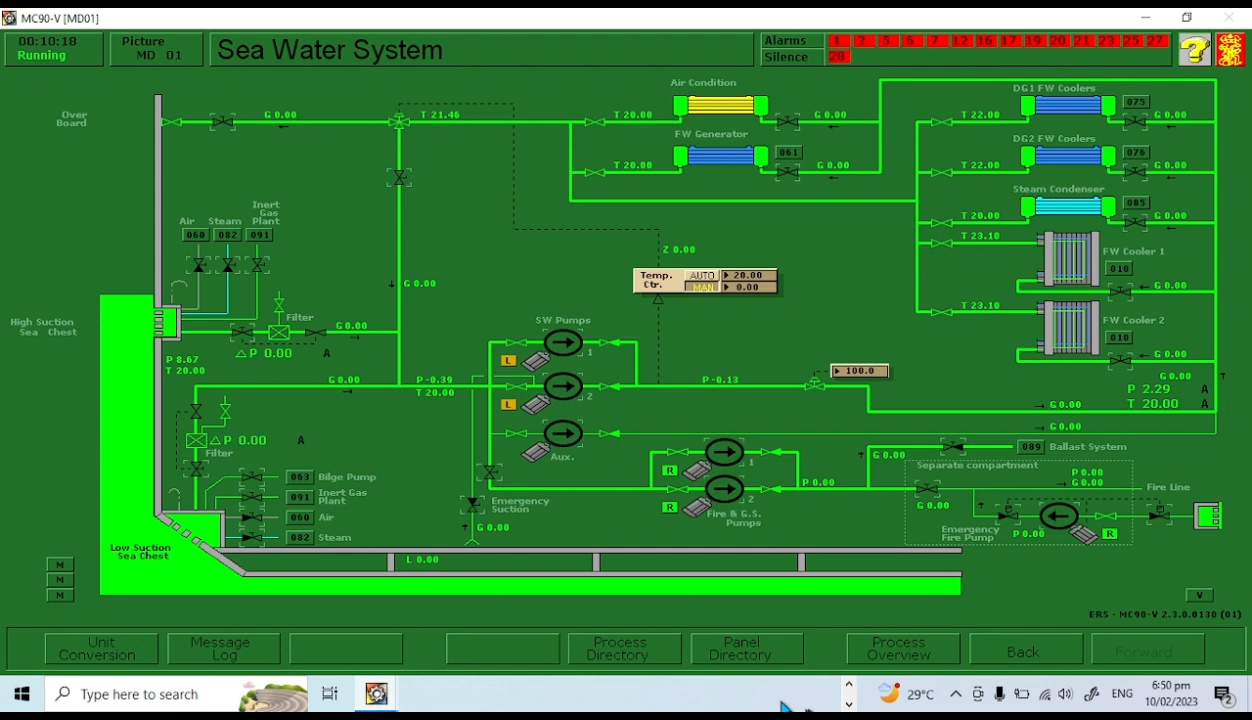 MC90-V [MD01]
00:10:18
Running
Picture
MD 01
Sea Water System
Alarms 1 2 5 6 7 12 16 17 19 20 21 23 25 27
Silence 28
?
Over
Board
G 0.00
T 21.46
Air Condition
T 20.00
G 0.00
FW Generator
061
T 20.00
G 0.00
DG1 FW Coolers
075
T 22.00
G 0.00
DG2 FW Coolers
076
T 22.00
G 0.00
Steam Condenser
085
T 20.00
G 0.00
T 23.10
FW Cooler 1
010
G 0.00
T 23.10
FW Cooler 2
010
G 0.00
G 0.00
P 2.29 A
T 20.00 A
Air Steam Inert
Gas
Plant
060 082 091
Z 0.00
Temp.
Ctr.
AUTO 20.00
MAN 0.00
G 0.00
High Suction
Sea Chest
Filter
G 0.00
P 0.00 A
P 8.67
T 20.00
SW Pumps
1
L
2
L
Aux.
G 0.00
P-0.39
T 20.00
P-0.13
100.0
G 0.00
G 0.00
P 0.00 A
Filter
063 Bilge Pump
091 Inert Gas
Plant
060 Air
082 Steam
Low Suction
Sea Chest
Emergency
Suction
G 0.00
1
R
2
R
Fire & G.S.
Pumps
P 0.00
G 0.00
089 Ballast System
Separate compartment
P 0.00
G 0.00
Fire Line
G 0.00
Emergency
Fire Pump
P 0.00
R
L 0.00
M
M
M
V
ERS - MC90-V 2.3.0.0130 (01)
Unit
Conversion
Message
Log
Process
Directory
Panel
Directory
Process
Overview
Back
Forward
Type here to search
29°C
ENG
6:50 pm
10/02/2023
2